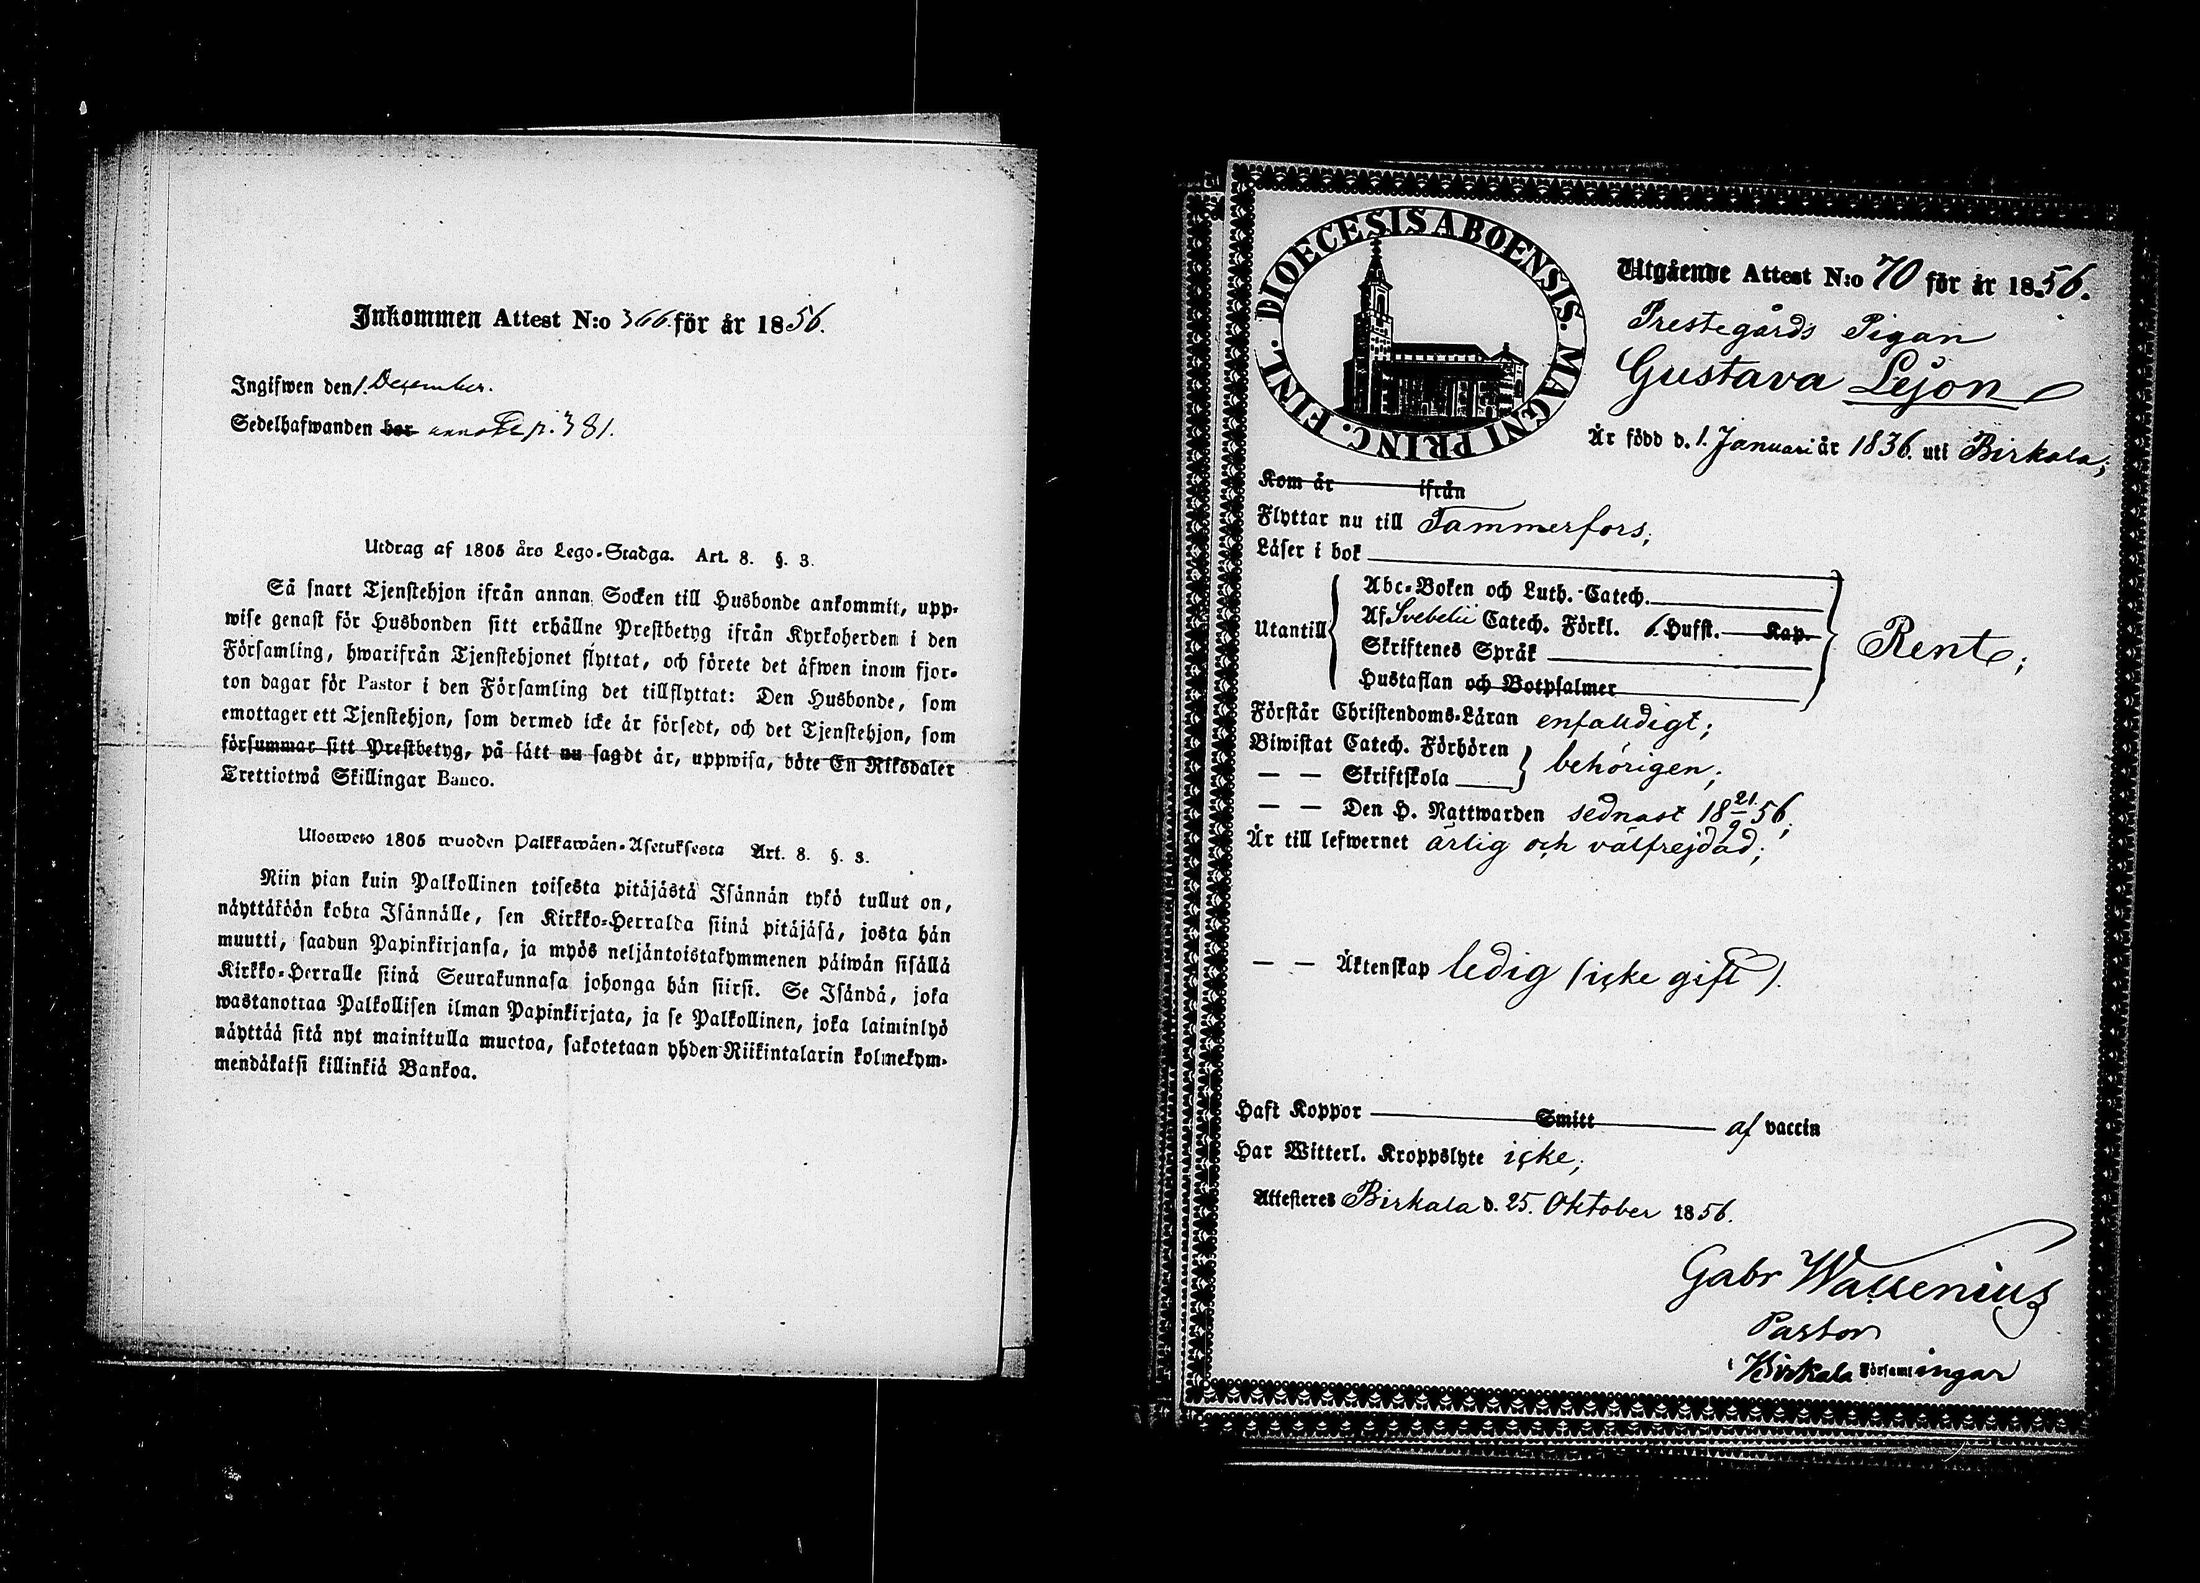 Inkommen Attest N:o 366. för år 1856.
Ingifwen den 1. December.
Sedelhafwanden bor p. 381.
Utdrag af 1805 års Lego-Stadga. Art. 8. §. 3.
Så snart Tjenstehjon ifrån annan Socken till Husbonde ankommit, upp-
wise genast för Husbonden sitt erhållne Prestbetyg ifrån Kyrkoherden i den
Församling, hwarifrån Tjenstehjonet flyttat, och förete det äfwen inom fjor-
ton dagar för Pastor i den Församling det tillflyttat: Den Husbonde, som
emottager ett Tjenstehjon, som dermed icke är försedt, och det Tjenstehjon, som
försummar sitt Prestbetyg, på sätt nu sagdt är, uppwisa, böte En Riksdaler
Trettiotwå Skillingar Banco.
Ulosweto 1805 wuoden Palkkawäen-Asetuksesta Art. 8. §. 3.
Niin pian kuin Palkollinen toisesta pitäjästä Isännän tykö tullut on,
näyttäköön kohta Isännälle, sen Kirkko-Herralda siinä pitäjäsä, josta hän
muutti, saadun Papinkirjansa, ja myös neljäntoistakymmenen päiwän sisällä
Kirkko-Herralle siinä Seurakunnasa johonga hän siirsi. Se Isändä, joka
wastanottaa Palkollisen ilman Papinkirjata, ja se Palkollinen, joka laiminlyö
näyttää sitä nyt mainitulla muotoa, sakotetaan yhden Riikintalarin kolmekym-
mendäkaksi killinkiä Bankoa.
DIOECESIS ABOENSIS. MAGNI PRINC. FINL.
Utgående Attest N:o 70 för år 1856.
Prestegårds Pigan
Gustava Lejon
Är född d. 1. Januari år 1836. uti Birkala;
Kom år ifrån
Flyttar nu till Tammerfors;
Läser i bok
Utantill
Abc-Boken och Luth. Catech.
Af Svebelii Catech. Förkl. 6. Hufst. Kap.
Skriftenes Språk
Hustaflan och Botpsalmer
Rent;
Förstår Christendoms-Läran enfaldigt;
Biwistat Catech. Förhören
— — Skriftskola
behörigen;
— — Den H. Nattwarden sednast 18 21/9 56;
Är till lefwernet ärlig och välfrejdad;
— — Äktenskap ledig (icke gift).
Haft Koppor Smitt af vaccin
Har Witterl. Kroppslyte icke;
Attesteres Birkala d. 25. Oktober 1856.
Gabr Wallenius
Pastor
i Birkala Församlingar